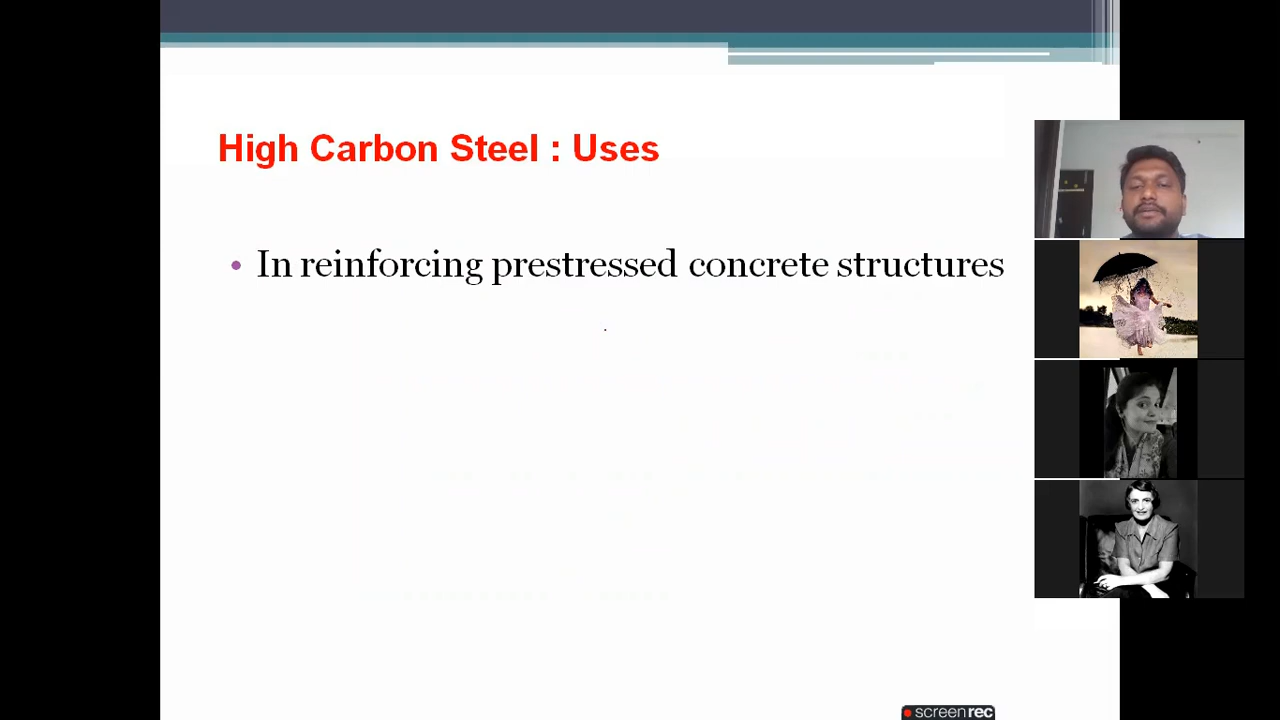 High Carbon Steel : Uses
• In reinforcing prestressed concrete structures
screenrec